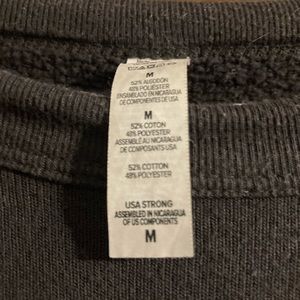 M
52% ALGODON
48% POLIESTER
ENSAMBLADO EN NICARAGUA
DE COMPONENTES DE USA
M
52% COTON
48% POLYESTER
ASSEMBLÉ AU NICARAGUA
DE COMPOSANTS USA
52% COTTON
48% POLYESTER
USA STRONG
ASSEMBLED IN NICARAGUA
OF US COMPONENTS
M